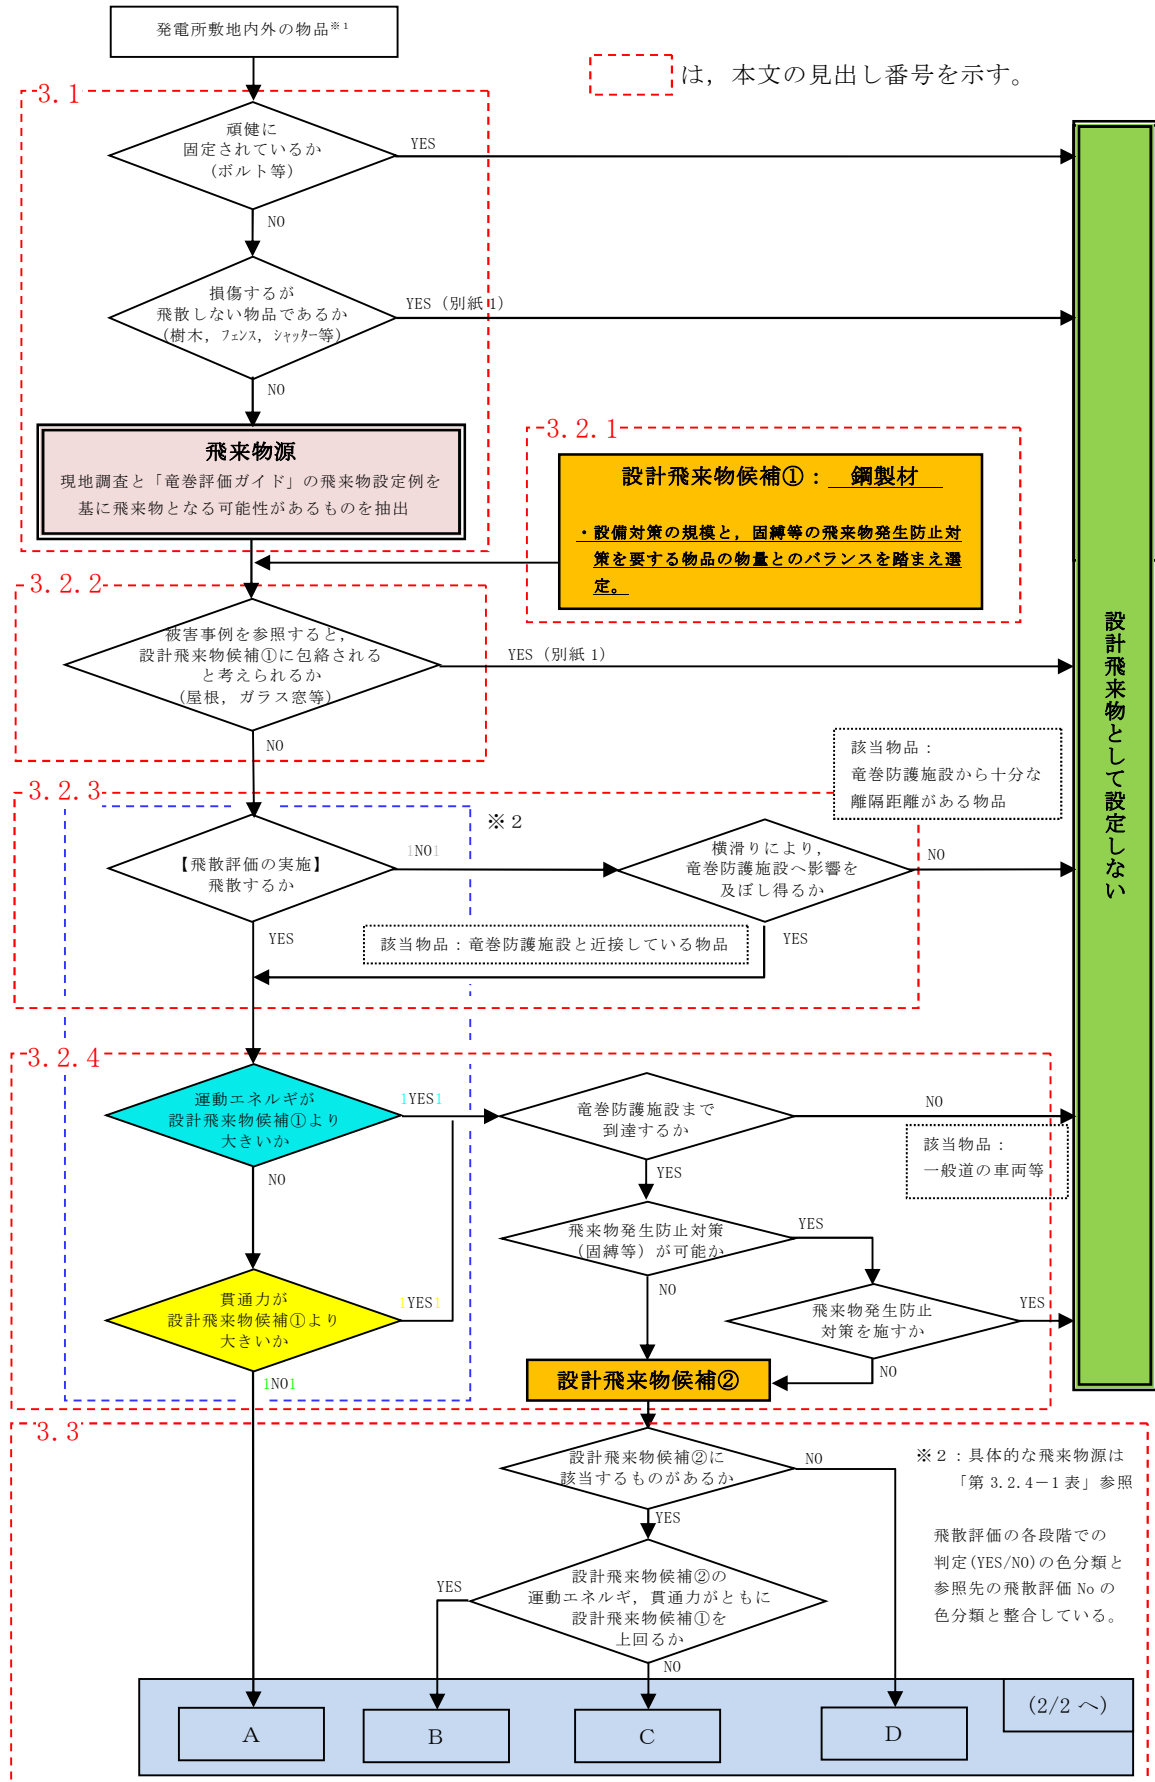 発電所敷地内外の物品※1
は，本文の見出し番号を示す。
3.1
頑健に
固定されているか
(ボルト等)
YES
NO
損傷するが
飛散しない物品であるか
(樹木，フェンス，シャッター等)
YES（別紙1）
NO
飛来物源
現地調査と「竜巻評価ガイド」の飛来物設定例を
基に飛来物となる可能性があるものを抽出
3.2.1
設計飛来物候補①： 鋼製材
・設備対策の規模と，固縛等の飛来物発生防止対
策を要する物品の物量とのバランスを踏まえ選
定。
設計飛来物として設定しない
3.2.2
被害事例を参照すると，
設計飛来物候補①に包絡される
と考えられるか
(屋根，ガラス窓等)
YES（別紙1）
NO
該当物品：
竜巻防護施設から十分な
離隔距離がある物品
3.2.3
※２
【飛散評価の実施】
飛散するか
1NO1
横滑りにより，
竜巻防護施設へ影響を
及ぼし得るか
NO
YES
該当物品：竜巻防護施設と近接している物品
YES
3.2.4
運動エネルギが
設計飛来物候補①より
大きいか
1YES1
NO
竜巻防護施設まで
到達するか
NO
該当物品：
一般道の車両等
YES
飛来物発生防止対策
（固縛等）が可能か
YES
NO
貫通力が
設計飛来物候補①より
大きいか
1YES1
1NO1
飛来物発生防止
対策を施すか
YES
NO
設計飛来物候補②
3.3
設計飛来物候補②に
該当するものがあるか
NO
YES
※２：具体的な飛来物源は
「第 3.2.4－1 表」参照
飛散評価の各段階での
判定(YES/NO)の色分類と
参照先の飛散評価 No の
色分類と整合している。
設計飛来物候補②の
運動エネルギ，貫通力がともに
設計飛来物候補①を
上回るか
YES
NO
(2/2 へ)
A
B
C
D